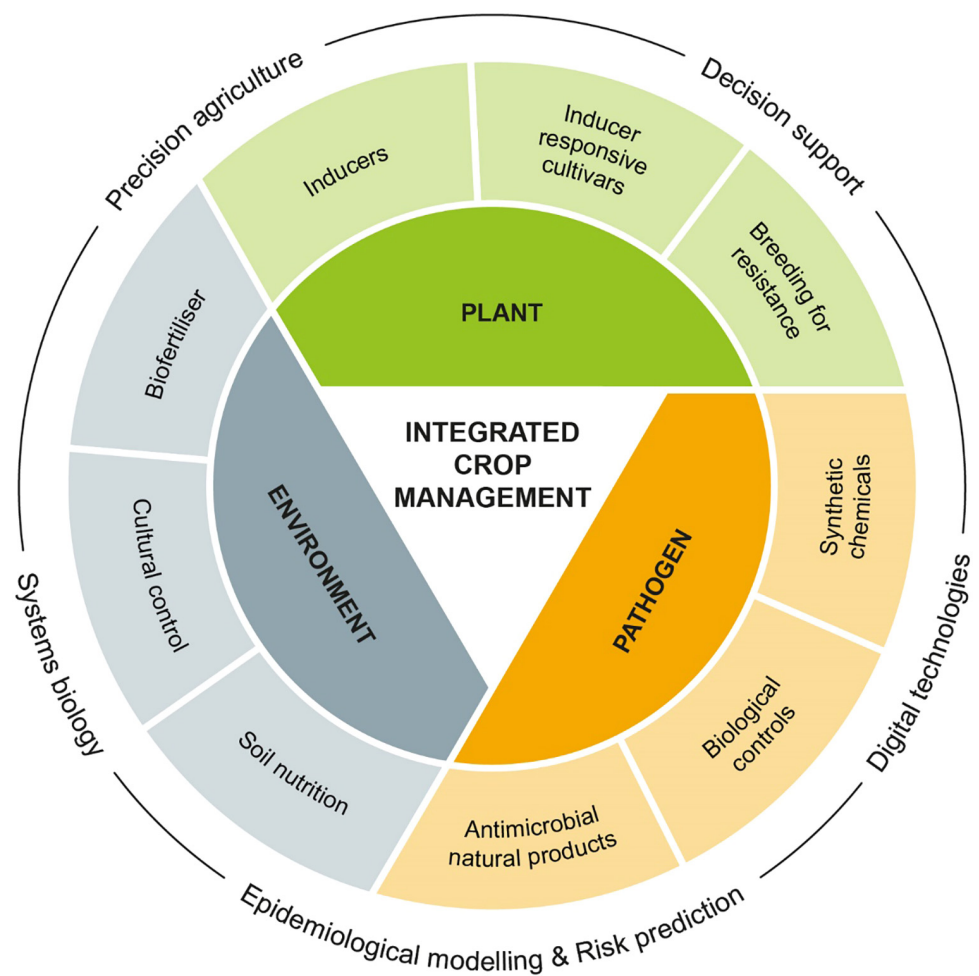 Precision agriculture
Decision support
Inducers
Inducer
responsive
cultivars
Breeding for
resistance
PLANT
Biofertiliser
INTEGRATED
CROP
MANAGEMENT
ENVIRONMENT
PATHOGEN
Synthetic
chemicals
Cultural control
Biological
controls
Soil nutrition
Antimicrobial
natural products
Systems biology
Digital technologies
Epidemiological modelling & Risk prediction